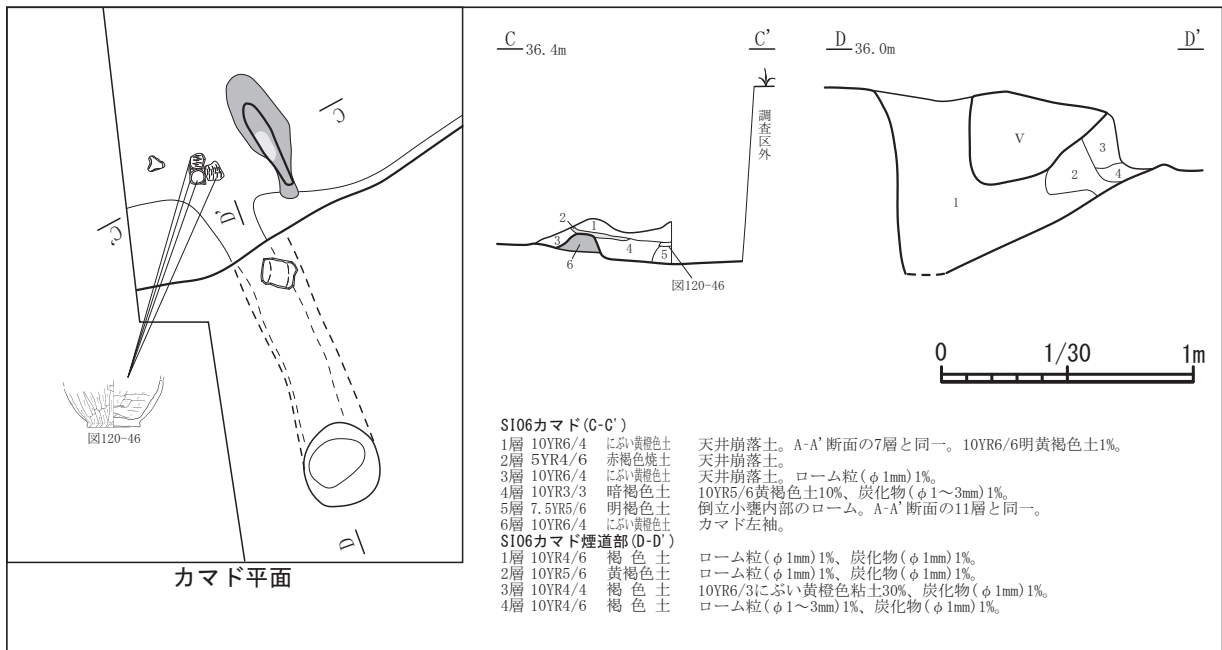 C
C'
D'
D
図120-46
カマド平面
C 36.4m
C'
調査区外
1
2
3
4
5
6
図120-46
D 36.0m
D'
V
1
2
3
4
0 1/30 1m
SI06カマド(C-C')
1層 10YR6/4 にぶい黄橙色土 天井崩落土。A-A'断面の7層と同一。10YR6/6明黄褐色土1%。
2層 5YR4/6 赤褐色焼土 天井崩落土。
3層 10YR6/4 にぶい黄橙色土 天井崩落土。ローム粒(φ1mm)1%。
4層 10YR3/3 暗褐色土 10YR5/6黄褐色土10%、炭化物(φ1～3mm)1%。
5層 7.5YR5/6 明褐色土 倒立小甕内部のローム。A-A'断面の11層と同一。
6層 10YR6/4 にぶい黄橙色土 カマド左袖。
SI06カマド煙道部(D-D')
1層 10YR4/6 褐 色 土 ローム粒(φ1mm)1%、炭化物(φ1mm)1%。
2層 10YR5/6 黄褐色土 ローム粒(φ1mm)1%、炭化物(φ1mm)1%。
3層 10YR4/4 褐 色 土 10YR6/3にぶい黄橙色粘土30%、炭化物(φ1mm)1%。
4層 10YR4/6 褐 色 土 ローム粒(φ1～3mm)1%、炭化物(φ1mm)1%。